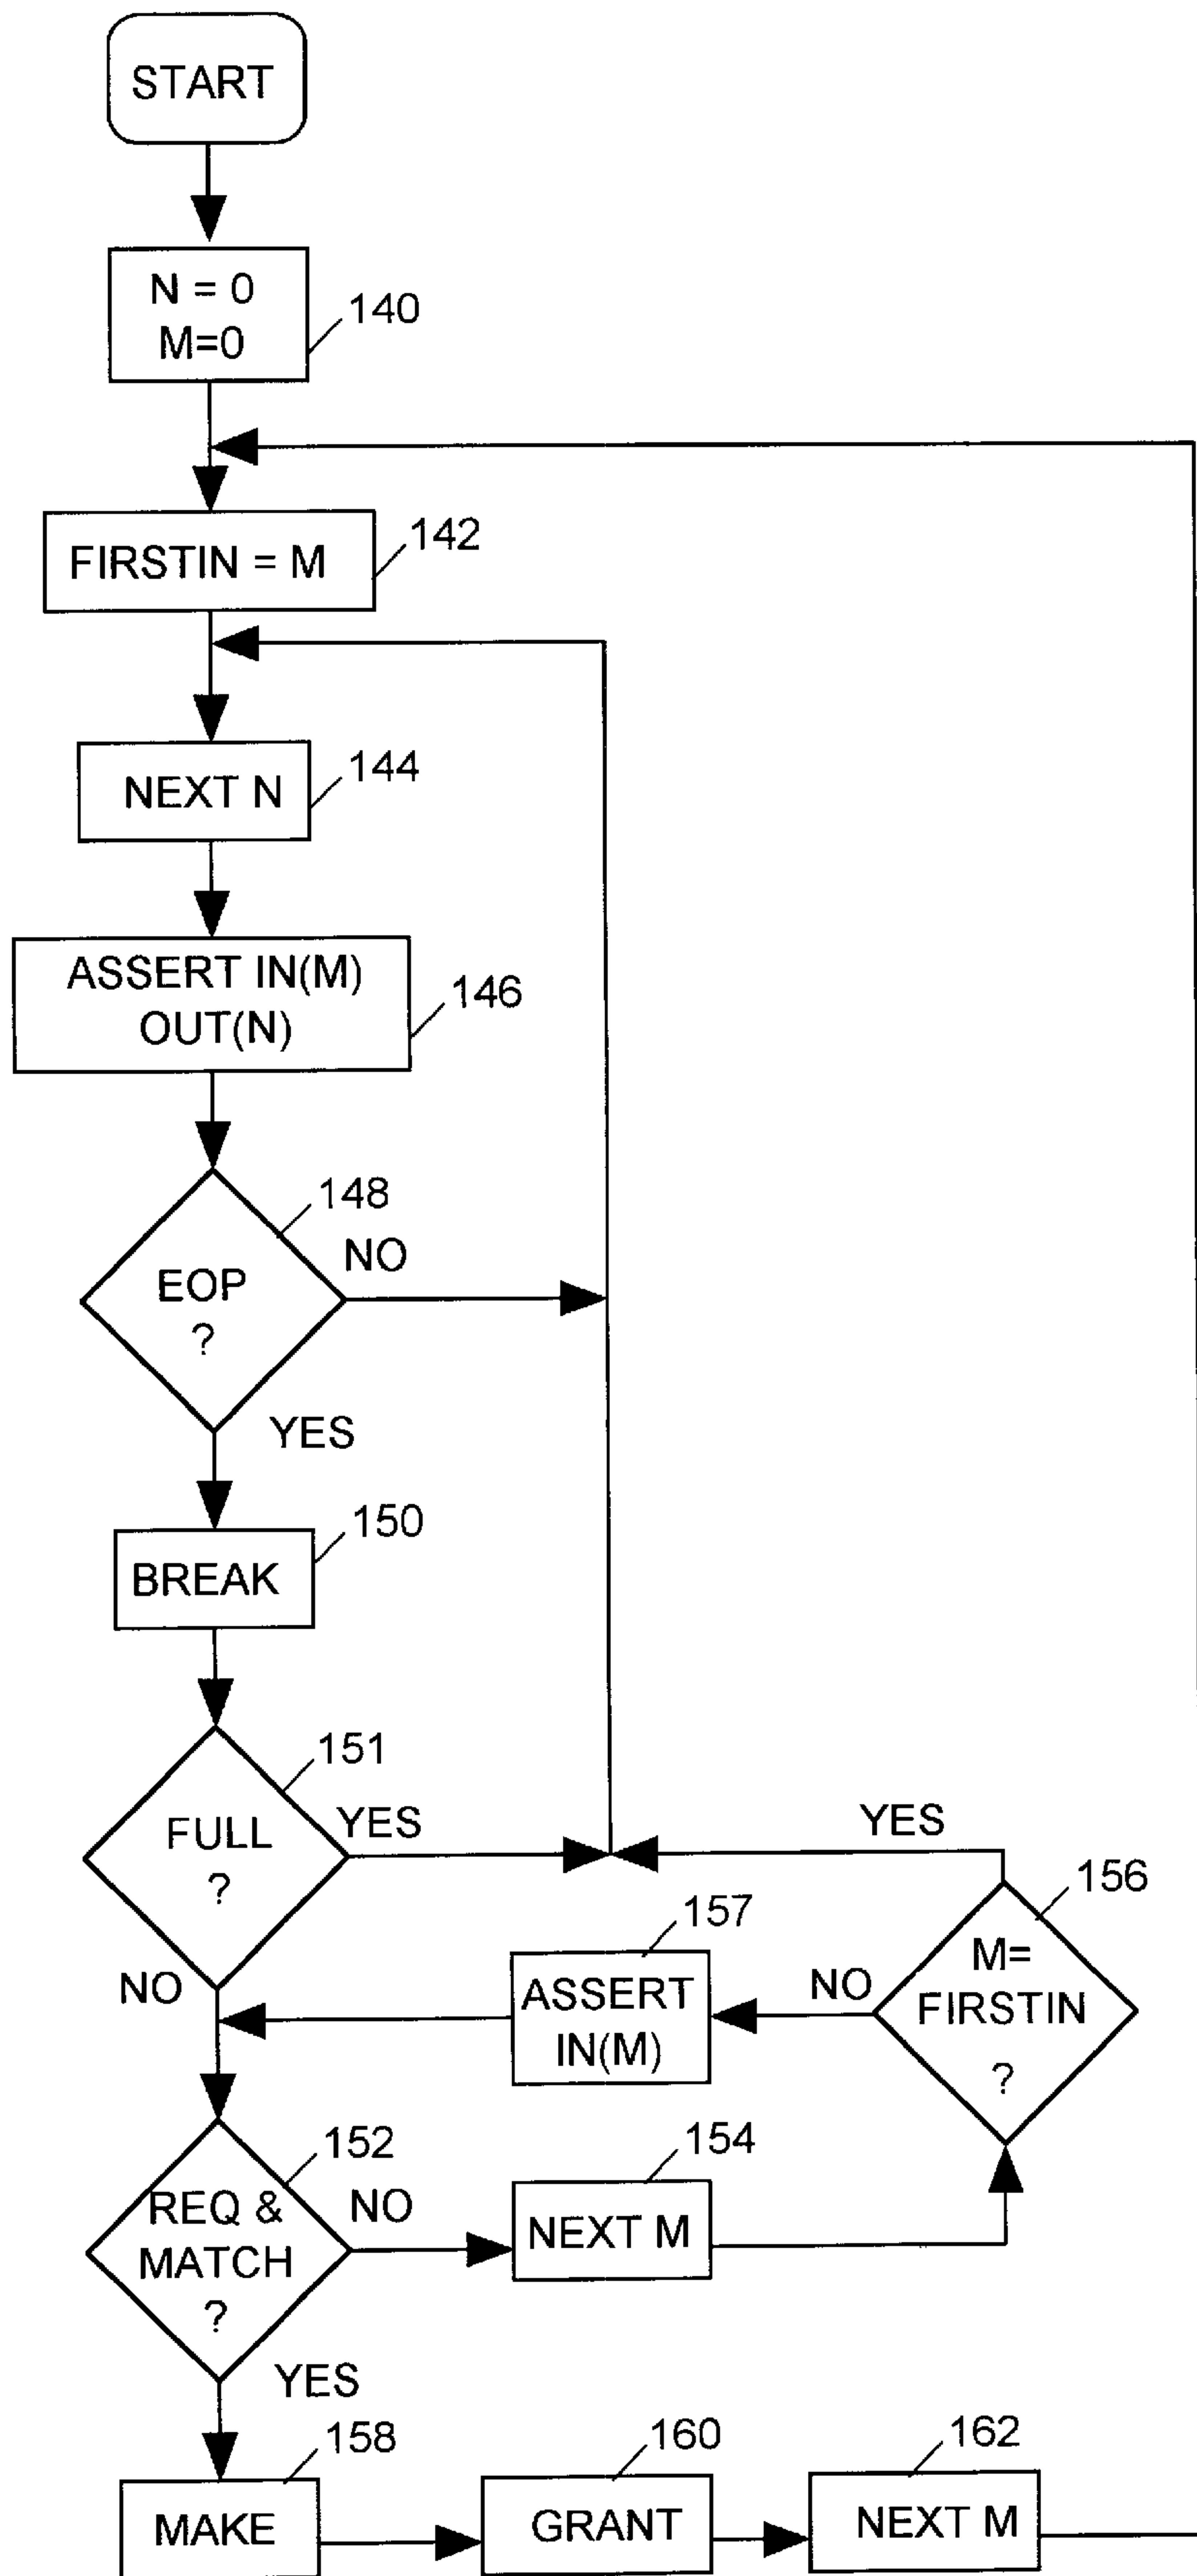 START
N = 0
M=0
140
FIRSTIN = M
142
NEXT N
144
ASSERT IN(M)
OUT(N)
146
148
NO
EOP
?
YES
150
BREAK
151
YES
FULL
?
NO
YES
156
M=
FIRSTIN
?
NO
157
ASSERT
IN(M)
152
REQ &
MATCH
?
NO
154
NEXT M
YES
158
MAKE
160
GRANT
162
NEXT M